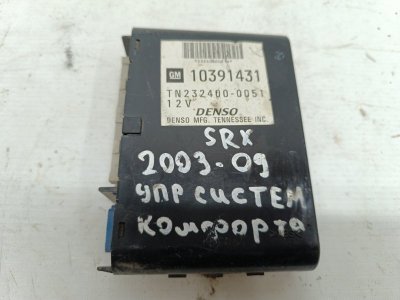 GM 10391431
TN232400-0051
12V
DENSO
DENSO MFG. TENNESSEE INC.
SRX
2003-09
УПР СИСТЕМ
комфорта